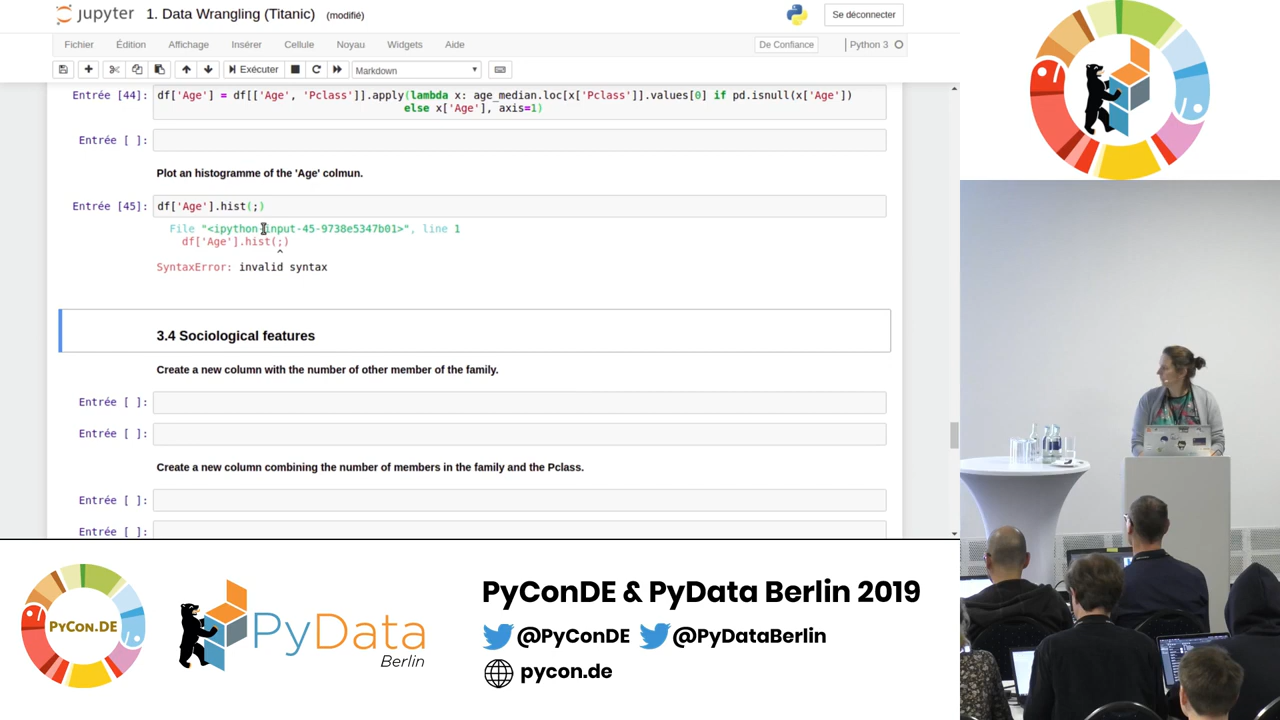 jupyter 1. Data Wrangling (Titanic) (modifié) Se déconnecter
Fichier Édition Affichage Insérer Cellule Noyau Widgets Aide De Confiance Python 3
Exécuter Markdown
Entrée [44]: df['Age'] = df[['Age', 'Pclass']].apply(lambda x: age_median.loc[x['Pclass']].values[0] if pd.isnull(x['Age'])
else x['Age'], axis=1)
Entrée [ ]:
Plot an histogramme of the 'Age' colmun.
Entrée [45]: df['Age'].hist(;)
File "<ipython-input-45-9738e5347b01>", line 1
df['Age'].hist(;)
^
SyntaxError: invalid syntax
3.4 Sociological features
Create a new column with the number of other member of the family.
Entrée [ ]:
Entrée [ ]:
Create a new column combining the number of members in the family and the Pclass.
Entrée [ ]:
Entrée [ ]:
PyCon.DE
PyData
Berlin
PyConDE & PyData Berlin 2019
@PyConDE @PyDataBerlin
pycon.de